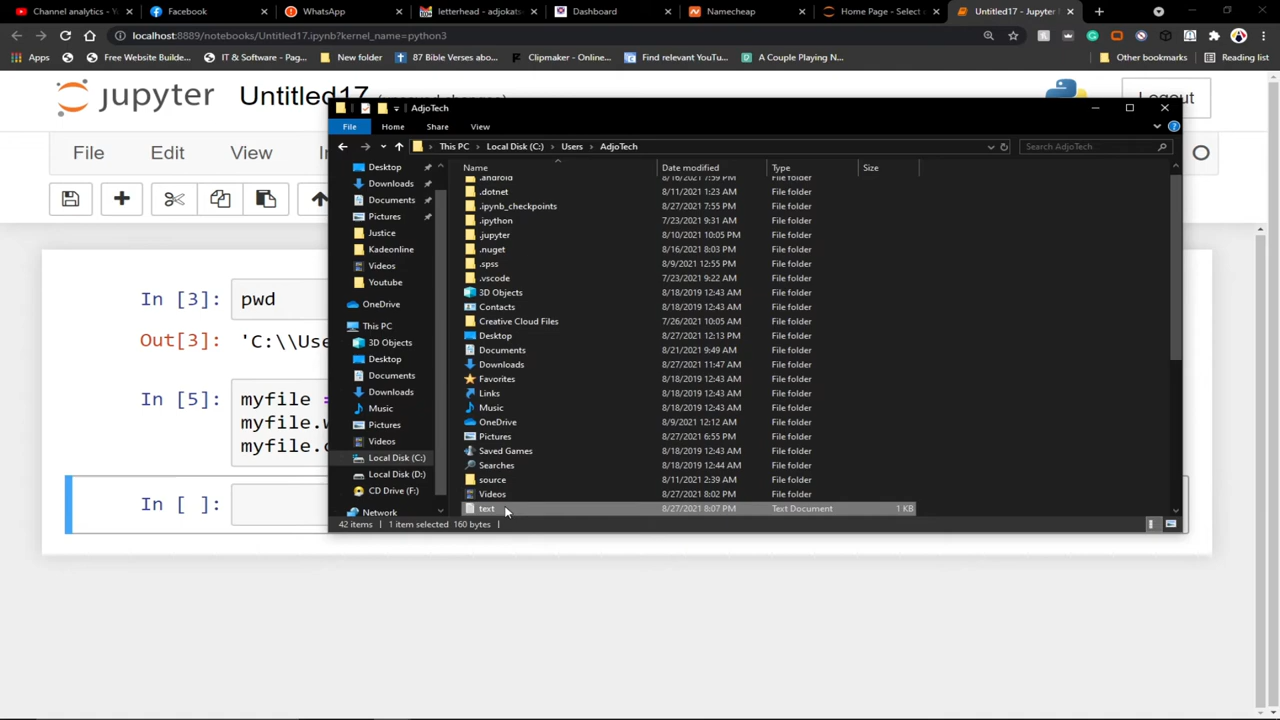 Channel analytics - Y
Facebook
WhatsApp
letterhead - adjokats
Dashboard
Namecheap
Home Page - Select o
Untitled17 - Jupyter
localhost:8889/notebooks/Untitled17.ipynb?kernel_name=python3
Apps
Free Website Builde...
IT & Software - Pag...
New folder
87 Bible Verses abo...
Clipmaker - Online...
Find relevant YouTu...
A Couple Playing N...
Other bookmarks
Reading list
jupyter Untitled17
Logout
File Edit View In
AdjoTech
File Home Share View
This PC Local Disk (C:) Users AdjoTech
Search AdjoTech
Name Date modified Type Size
Desktop
Downloads
Documents
Pictures
Justice
Kadeonline
Videos
Youtube
OneDrive
This PC
3D Objects
Desktop
Documents
Downloads
Music
Pictures
Videos
Local Disk (C:)
Local Disk (D:)
CD Drive (F:)
Network
.android 8/16/2021 7:59 PM File folder
.dotnet 8/11/2021 1:23 AM File folder
.ipynb_checkpoints 8/27/2021 7:55 PM File folder
.ipython 7/23/2021 9:31 AM File folder
.jupyter 8/10/2021 10:05 PM File folder
.nuget 8/16/2021 8:03 PM File folder
.spss 8/9/2021 12:55 PM File folder
.vscode 7/23/2021 9:22 AM File folder
3D Objects 8/18/2019 12:43 AM File folder
Contacts 8/18/2019 12:43 AM File folder
Creative Cloud Files 7/26/2021 10:05 AM File folder
Desktop 8/27/2021 12:13 PM File folder
Documents 8/21/2021 9:49 AM File folder
Downloads 8/27/2021 11:47 AM File folder
Favorites 8/18/2019 12:43 AM File folder
Links 8/18/2019 12:43 AM File folder
Music 8/18/2019 12:43 AM File folder
OneDrive 8/9/2021 12:12 AM File folder
Pictures 8/27/2021 6:55 PM File folder
Saved Games 8/18/2019 12:43 AM File folder
Searches 8/18/2019 12:44 AM File folder
source 8/11/2021 2:39 AM File folder
Videos 8/27/2021 8:02 PM File folder
text 8/27/2021 8:07 PM Text Document 1 KB
42 items 1 item selected 160 bytes
In [3]: pwd
Out[3]: 'C:\\Use
In [5]: myfile =
myfile.w
myfile.c
In [ ]: